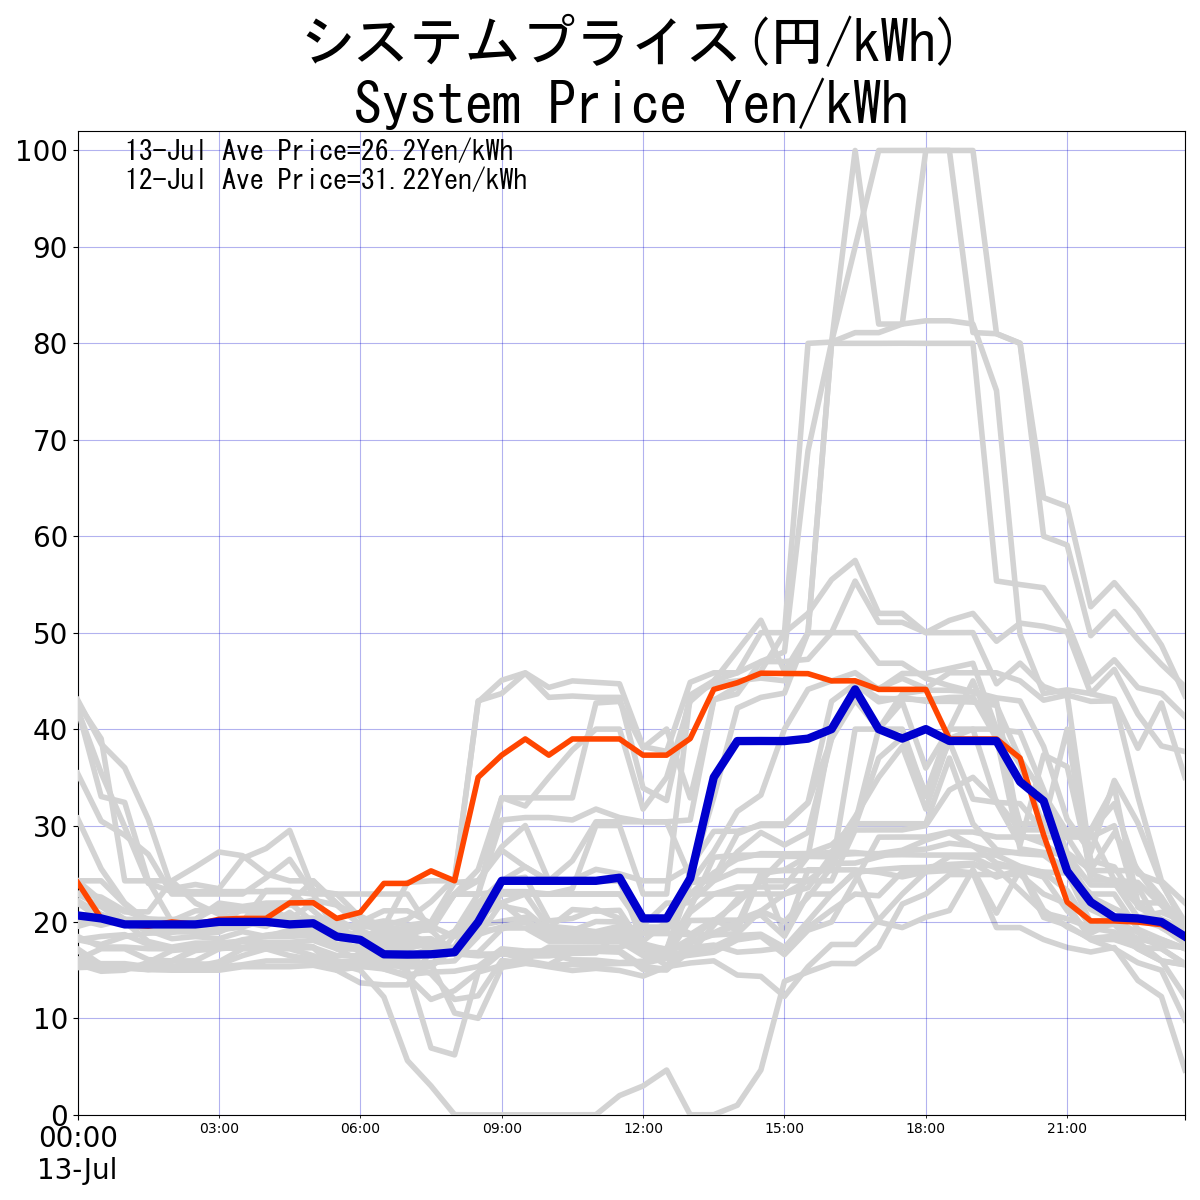 システムプライス(円/kWh)
System Price Yen/kWh
13-Jul Ave Price=26.2Yen/kWh
12-Jul Ave Price=31.22Yen/kWh
100
90
80
70
60
50
40
30
20
10
0
00:00 03:00 06:00 09:00 12:00 15:00 18:00 21:00
13-Jul